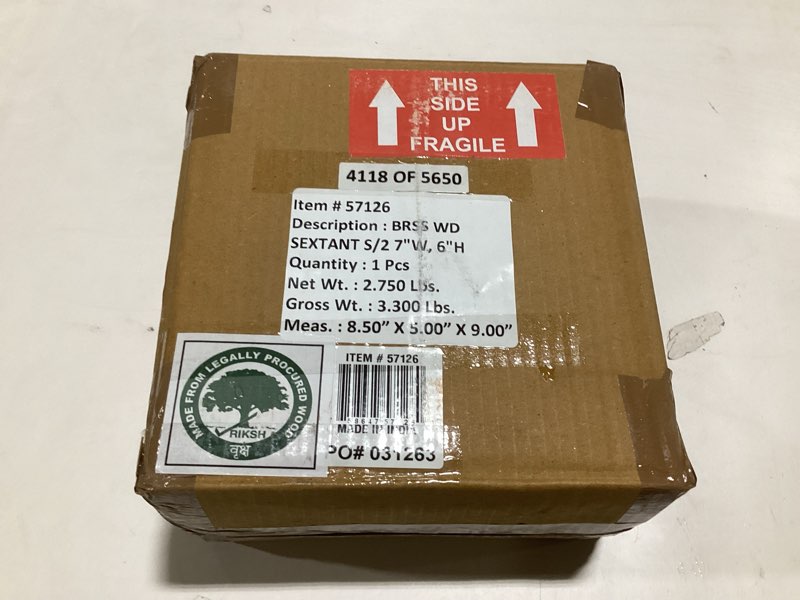 THIS
SIDE
UP
FRAGILE
4118 OF 5650
Item # 57126
Description : BRSS WD
SEXTANT S/2 7"W, 6"H
Quantity : 1 Pcs
Net Wt. : 2.750 Lbs.
Gross Wt. : 3.300 Lbs.
Meas. : 8.50” X 5.00” X 9.00”
MADE FROM LEGALLY PROCURED WOOD
VRIKSH
वृक्ष
ITEM # 57126
MADE IN INDIA
PO# 031263